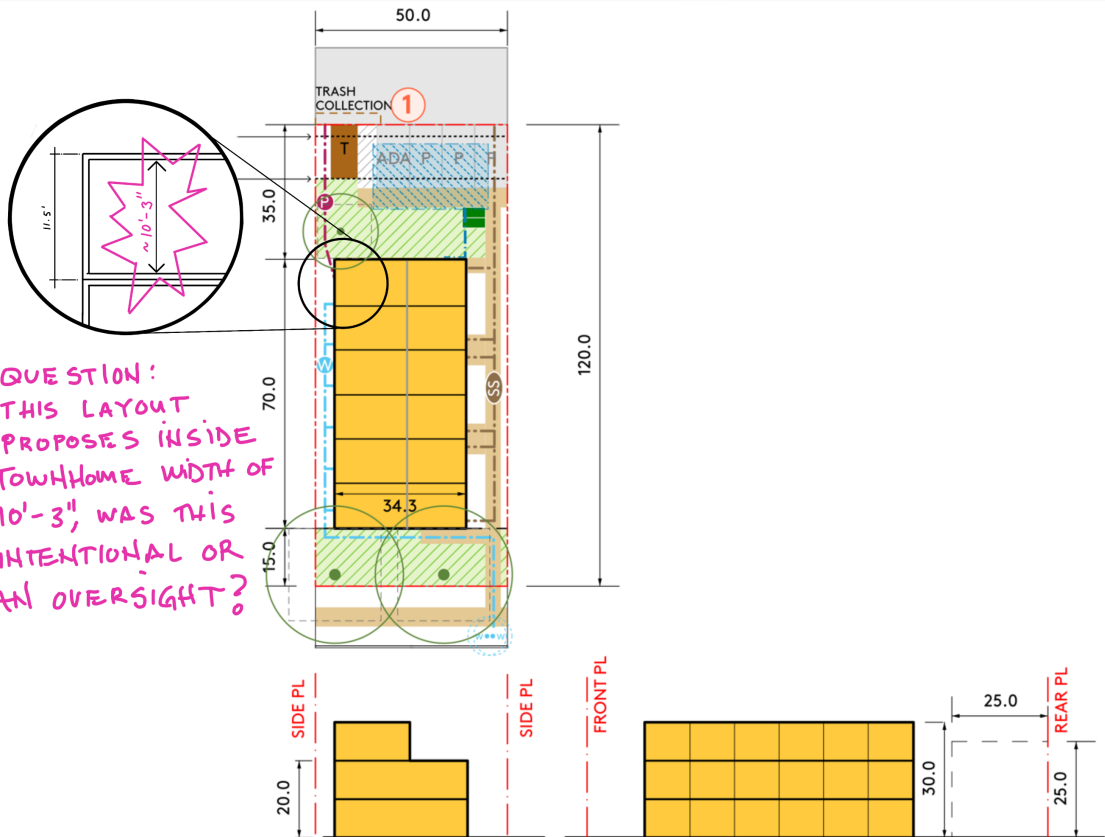 50.0
TRASH
COLLECTION
1
T
ADA P P P
P
11.5'
~10'-3"
35.0
W
70.0
SS
120.0
34.3
15.0
W W
QUESTION:
THIS LAYOUT
PROPOSES INSIDE
TOWHHOME WIDTH OF
10'-3", WAS THIS
INTENTIONAL OR
AN OVERSIGHT?
SIDE PL
SIDE PL
FRONT PL
REAR PL
25.0
20.0
30.0
25.0